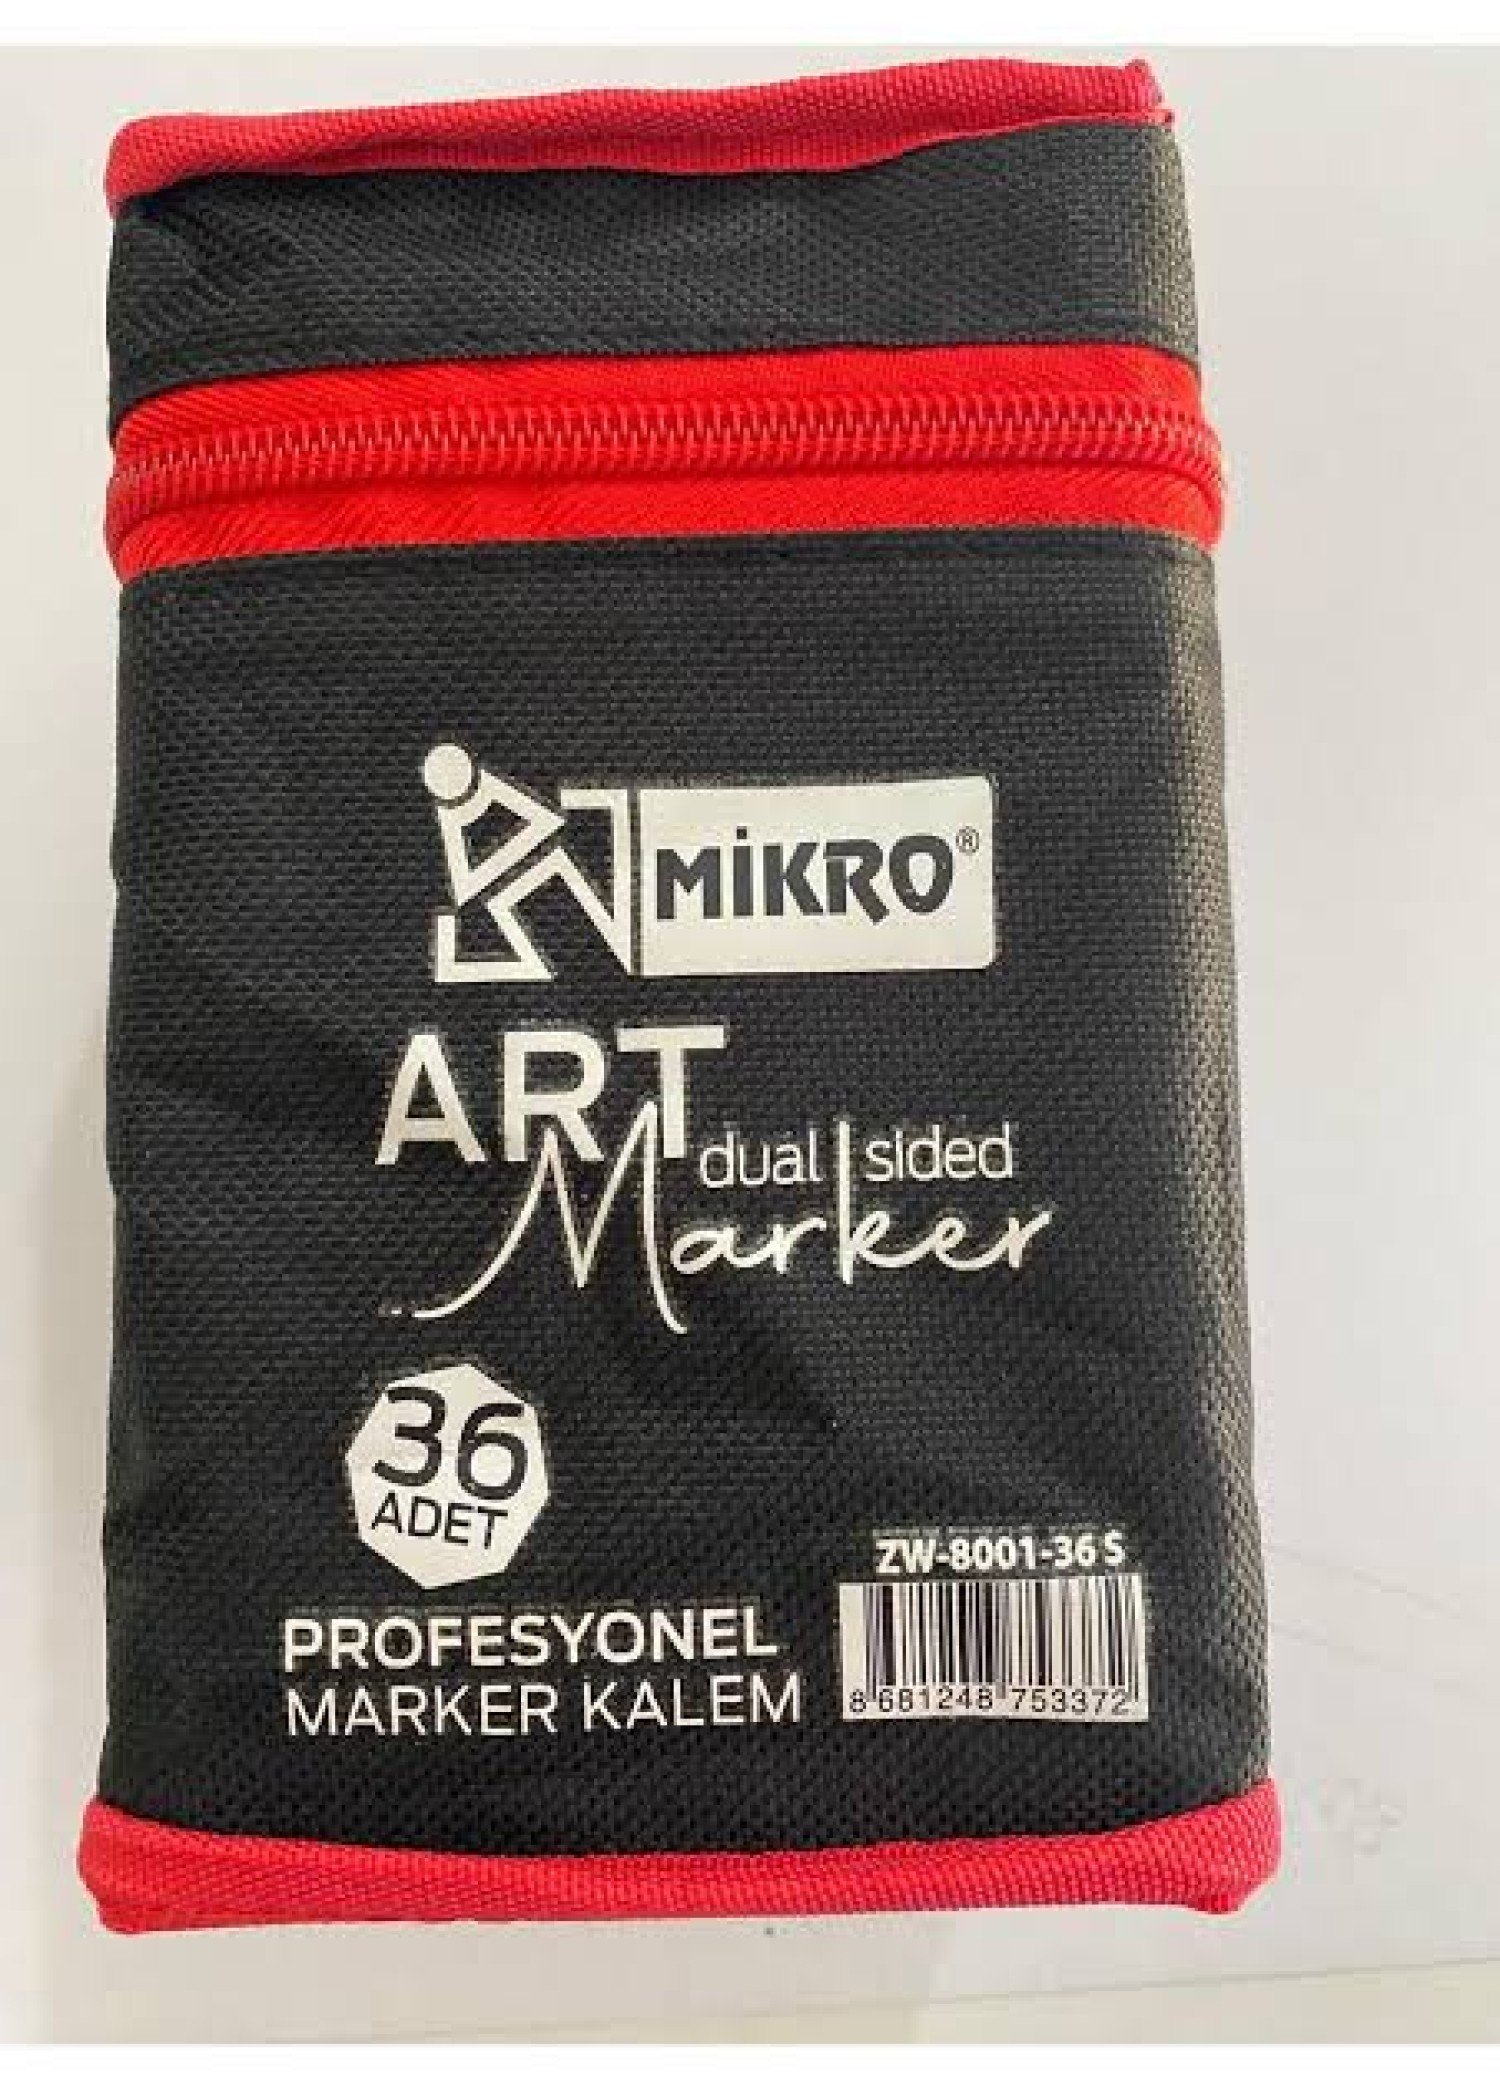 MİKRO®
ART
dual sided
Marker
36
ADET
ZW-8001-36 S
PROFESYONEL
MARKER KALEM
8 681248 753372